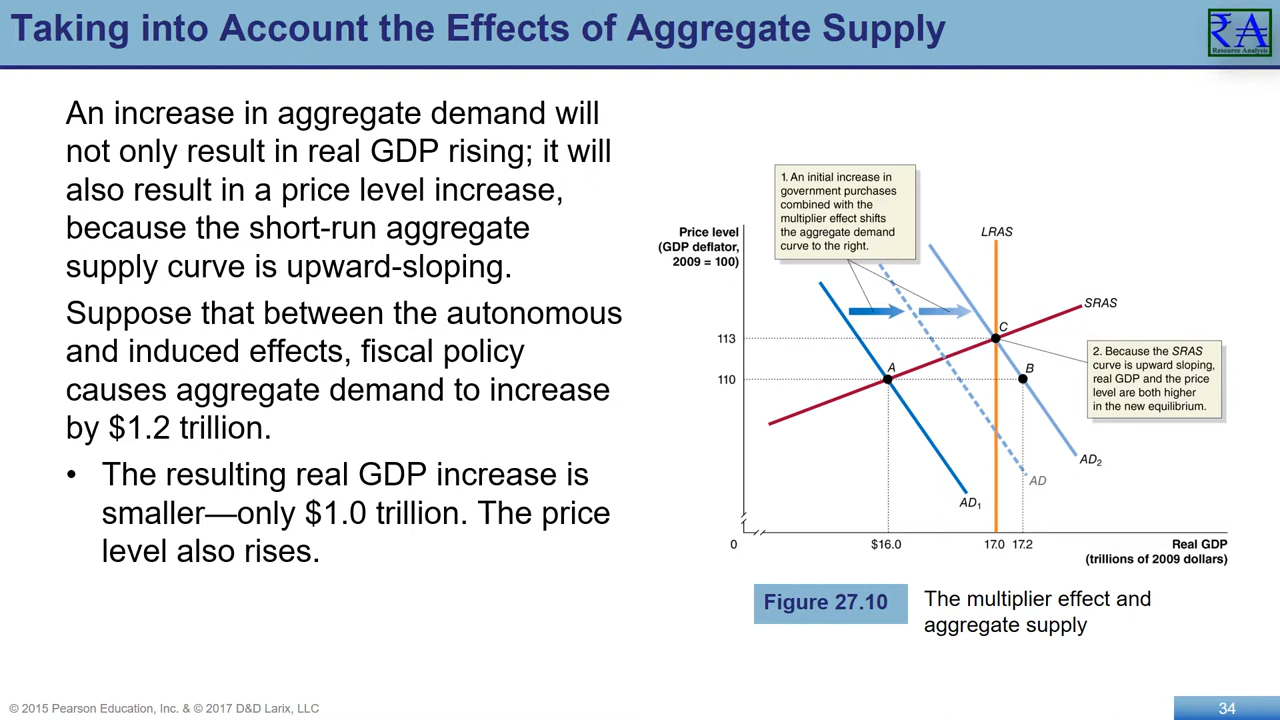 Taking into Account the Effects of Aggregate Supply
₹A
Resource Analysis
An increase in aggregate demand will
not only result in real GDP rising; it will
also result in a price level increase,
because the short-run aggregate
supply curve is upward-sloping.
Suppose that between the autonomous
and induced effects, fiscal policy
causes aggregate demand to increase
by $1.2 trillion.
• The resulting real GDP increase is
smaller—only $1.0 trillion. The price
level also rises.
1. An initial increase in
government purchases
combined with the
multiplier effect shifts
the aggregate demand
curve to the right.
Price level
(GDP deflator,
2009 = 100)
LRAS
SRAS
C
113
2. Because the SRAS
curve is upward sloping,
real GDP and the price
level are both higher
in the new equilibrium.
A
B
110
AD2
AD
AD1
0
$16.0
17.0
17.2
Real GDP
(trillions of 2009 dollars)
Figure 27.10
The multiplier effect and
aggregate supply
© 2015 Pearson Education, Inc. & © 2017 D&D Larix, LLC
34